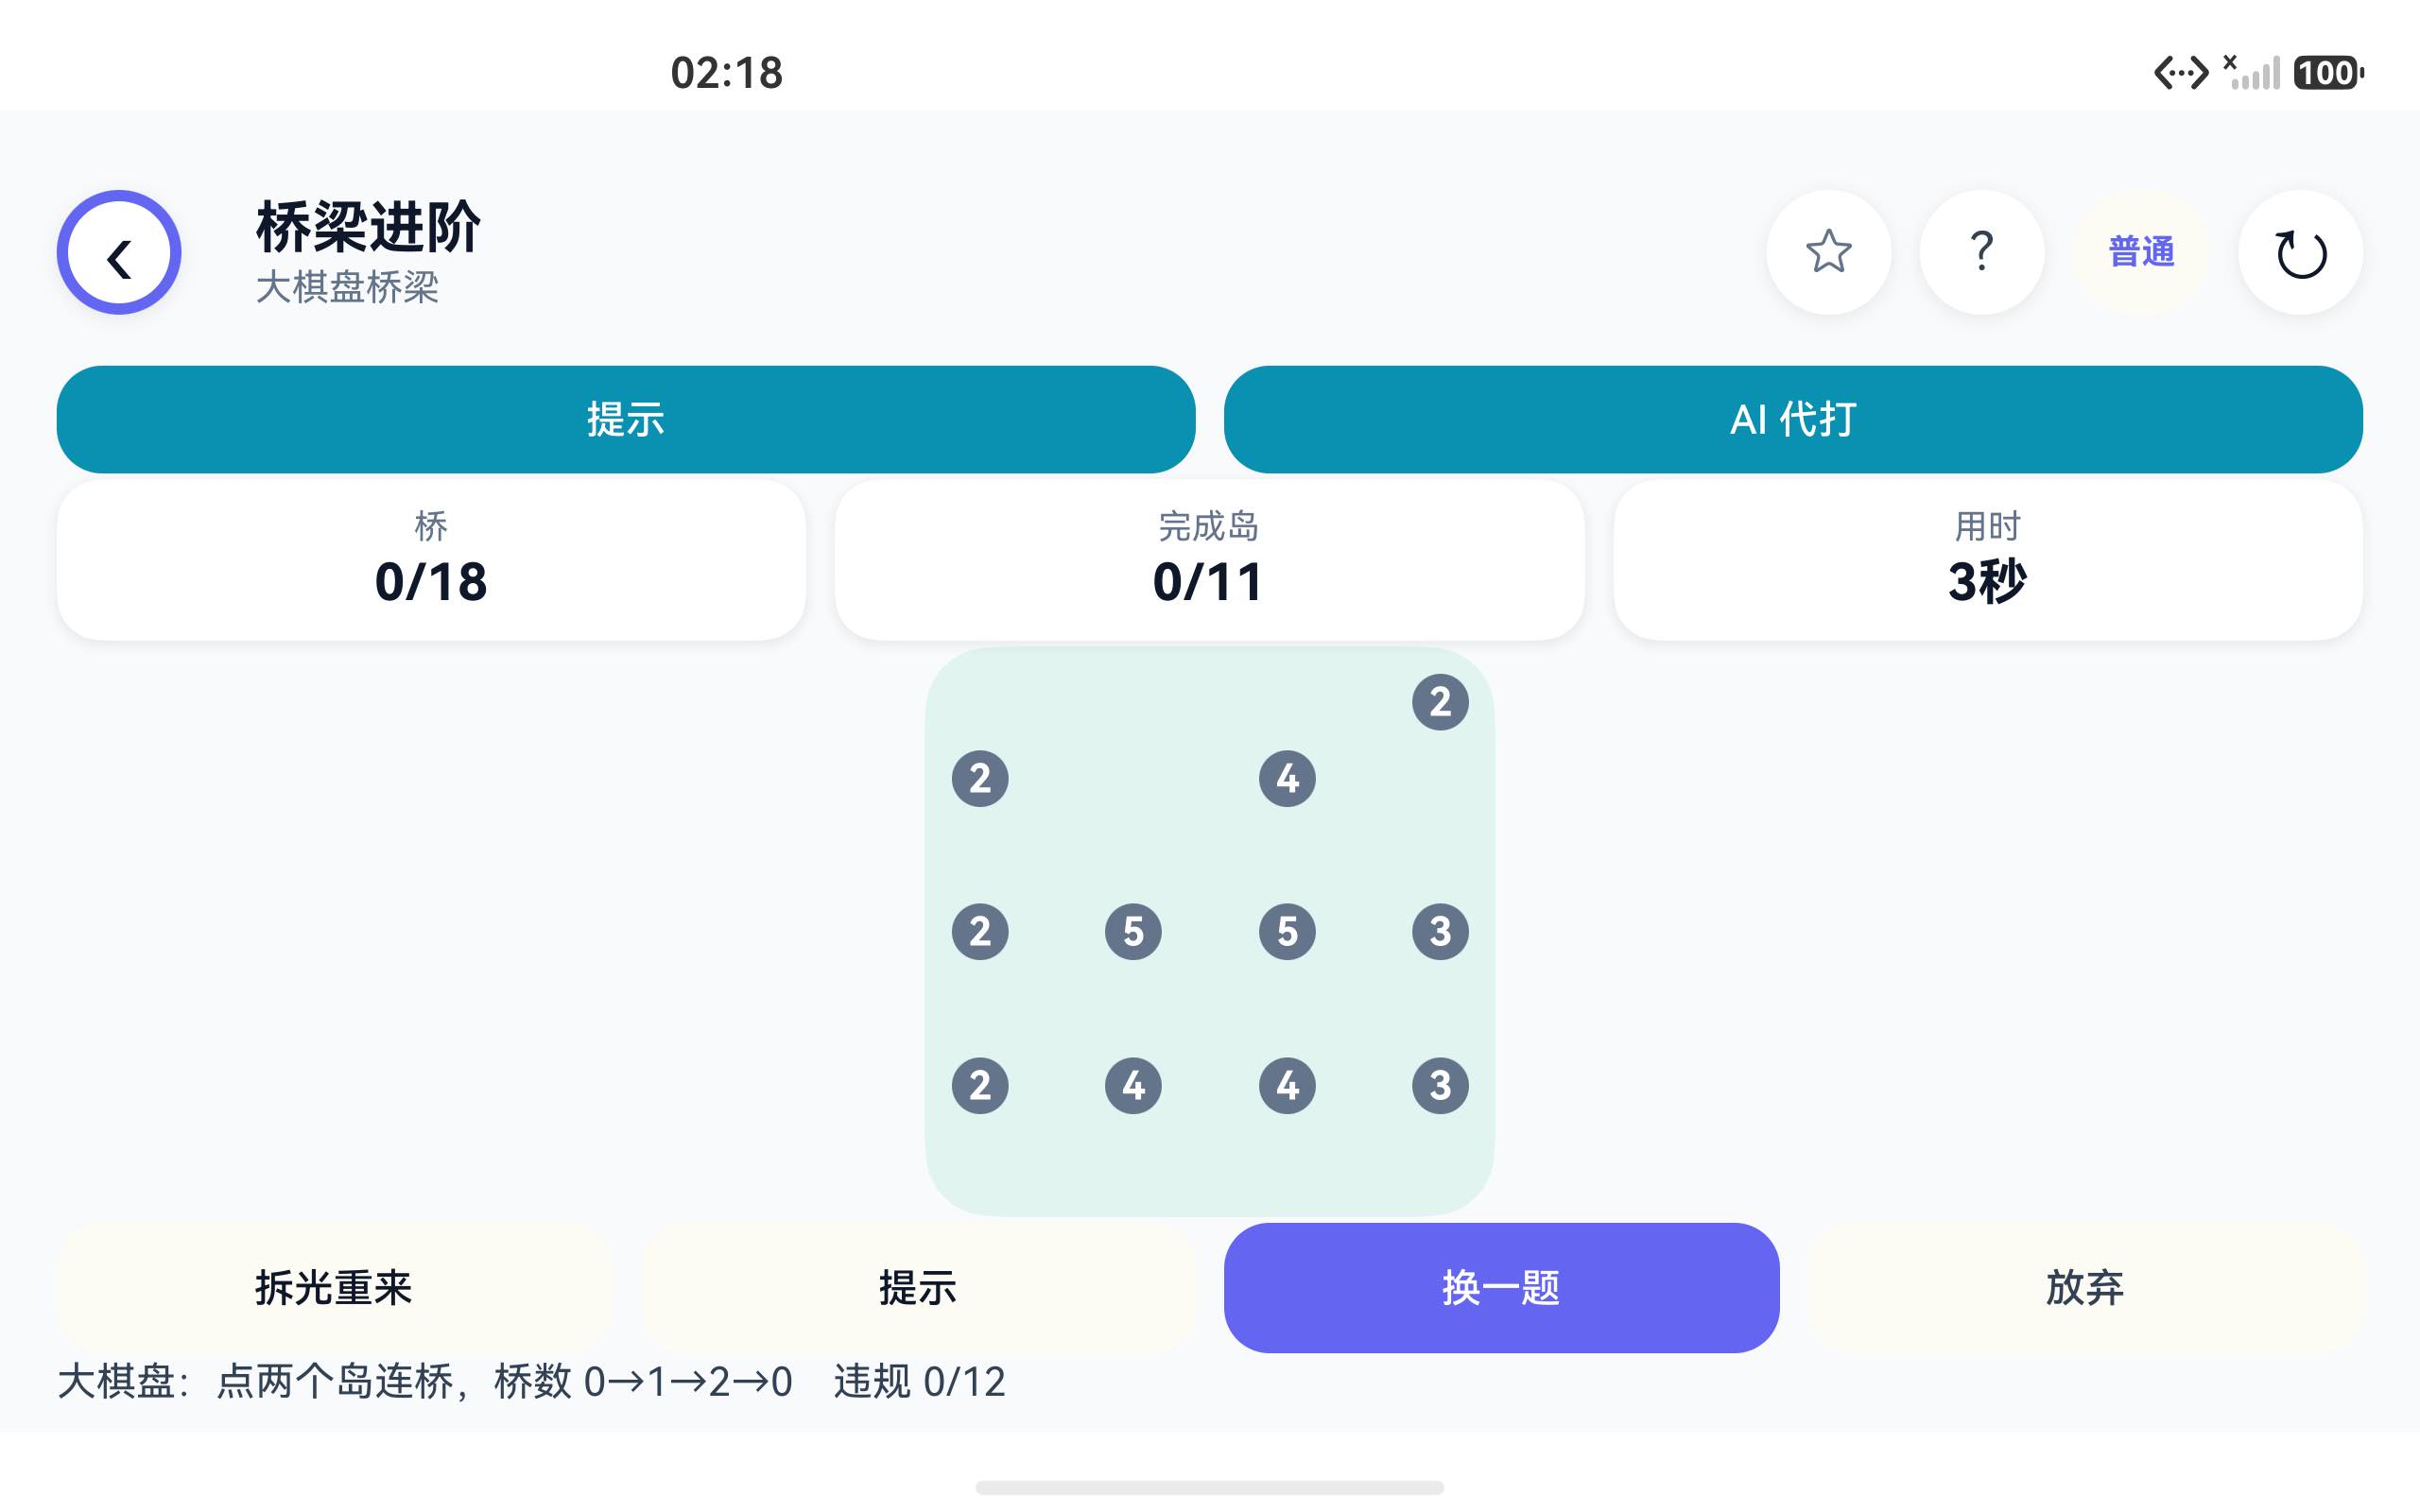 02:18
100
桥梁进阶
大棋盘桥梁
?
普通
提示
AI 代打
桥
0/18
完成岛
0/11
用时
3秒
2
2 4
2 5 5 3
2 4 4 3
拆光重来
提示
换一题
放弃
大棋盘：点两个岛连桥，桥数 0→1→2→0 违规 0/12